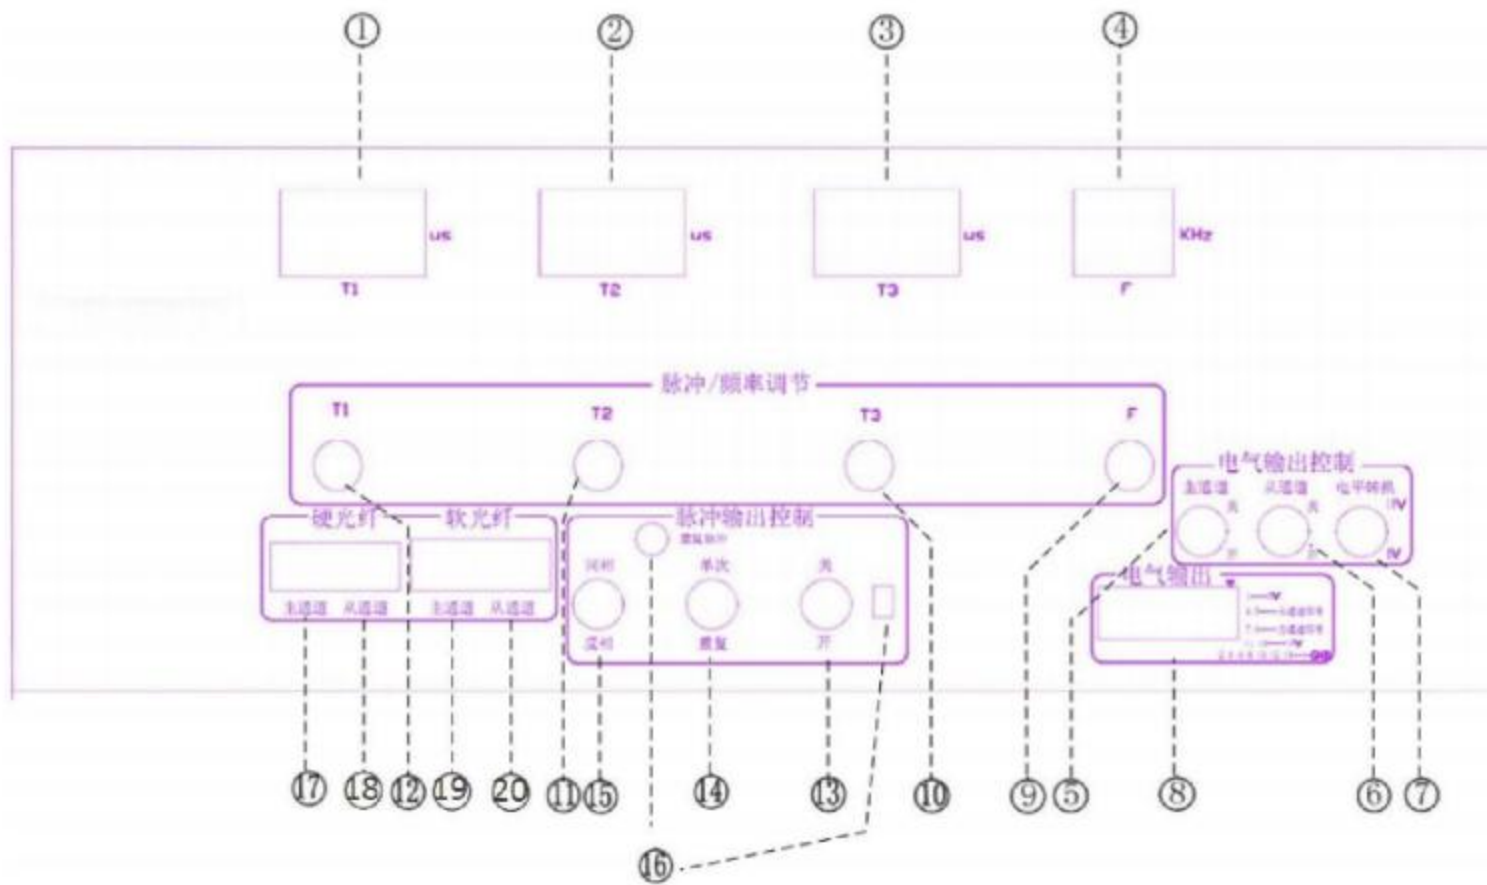 ① ② ③ ④
us us us KHz
T1 T2 T3 F
脉冲/频率调节
T1 T2 T3 F
电气输出控制
主通道 从通道 电平转换
关 关
开
硬光纤 软光纤 脉冲输出控制
重复脉冲
同相 单次 关
电气输出
主通道 从通道 主通道 从通道
反相 重复 开
⑰ ⑱ ⑫ ⑲ ⑳ ⑪ ⑮ ⑭ ⑬ ⑩ ⑨ ⑤ ⑧ ⑥ ⑦
⑯